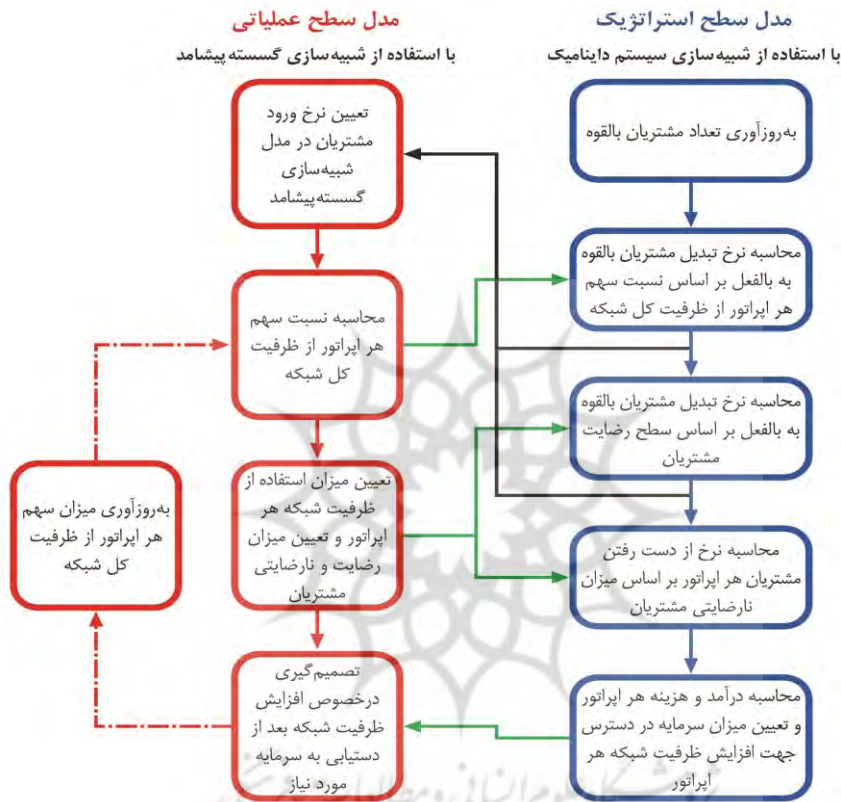 مدل سطح استراتژیک
با استفاده از شبیه‌سازی سیستم داینامیک
به‌روزآوری تعداد مشتریان بالقوه
محاسبه نرخ تبدیل مشتریان بالقوه
به بالفعل بر اساس نسبت سهم
هر اپراتور از ظرفیت کل شبکه
محاسبه نرخ تبدیل مشتریان بالقوه
به بالفعل بر اساس سطح رضایت
مشتریان
محاسبه نرخ از دست رفتن
مشتریان هر اپراتور بر اساس میزان
نارضایتی مشتریان
محاسبه درآمد و هزینه هر اپراتور
و تعیین میزان سرمایه در دسترس
جهت افزایش ظرفیت شبکه هر
اپراتور
مدل سطح عملیاتی
با استفاده از شبیه‌سازی گسسته‌پیشامد
تعیین نرخ ورود
مشتریان در مدل
شبیه‌سازی
گسسته‌پیشامد
محاسبه نسبت سهم
هر اپراتور از ظرفیت
کل شبکه
تعیین میزان استفاده از
ظرفیت شبکه هر
اپراتور و تعیین میزان
رضایت و نارضایتی
مشتریان
تصمیم‌گیری
درخصوص افزایش
ظرفیت شبکه بعد از
دستیابی به سرمایه
مورد نیاز
به‌روزآوری میزان سهم
هر اپراتور از ظرفیت
کل شبکه